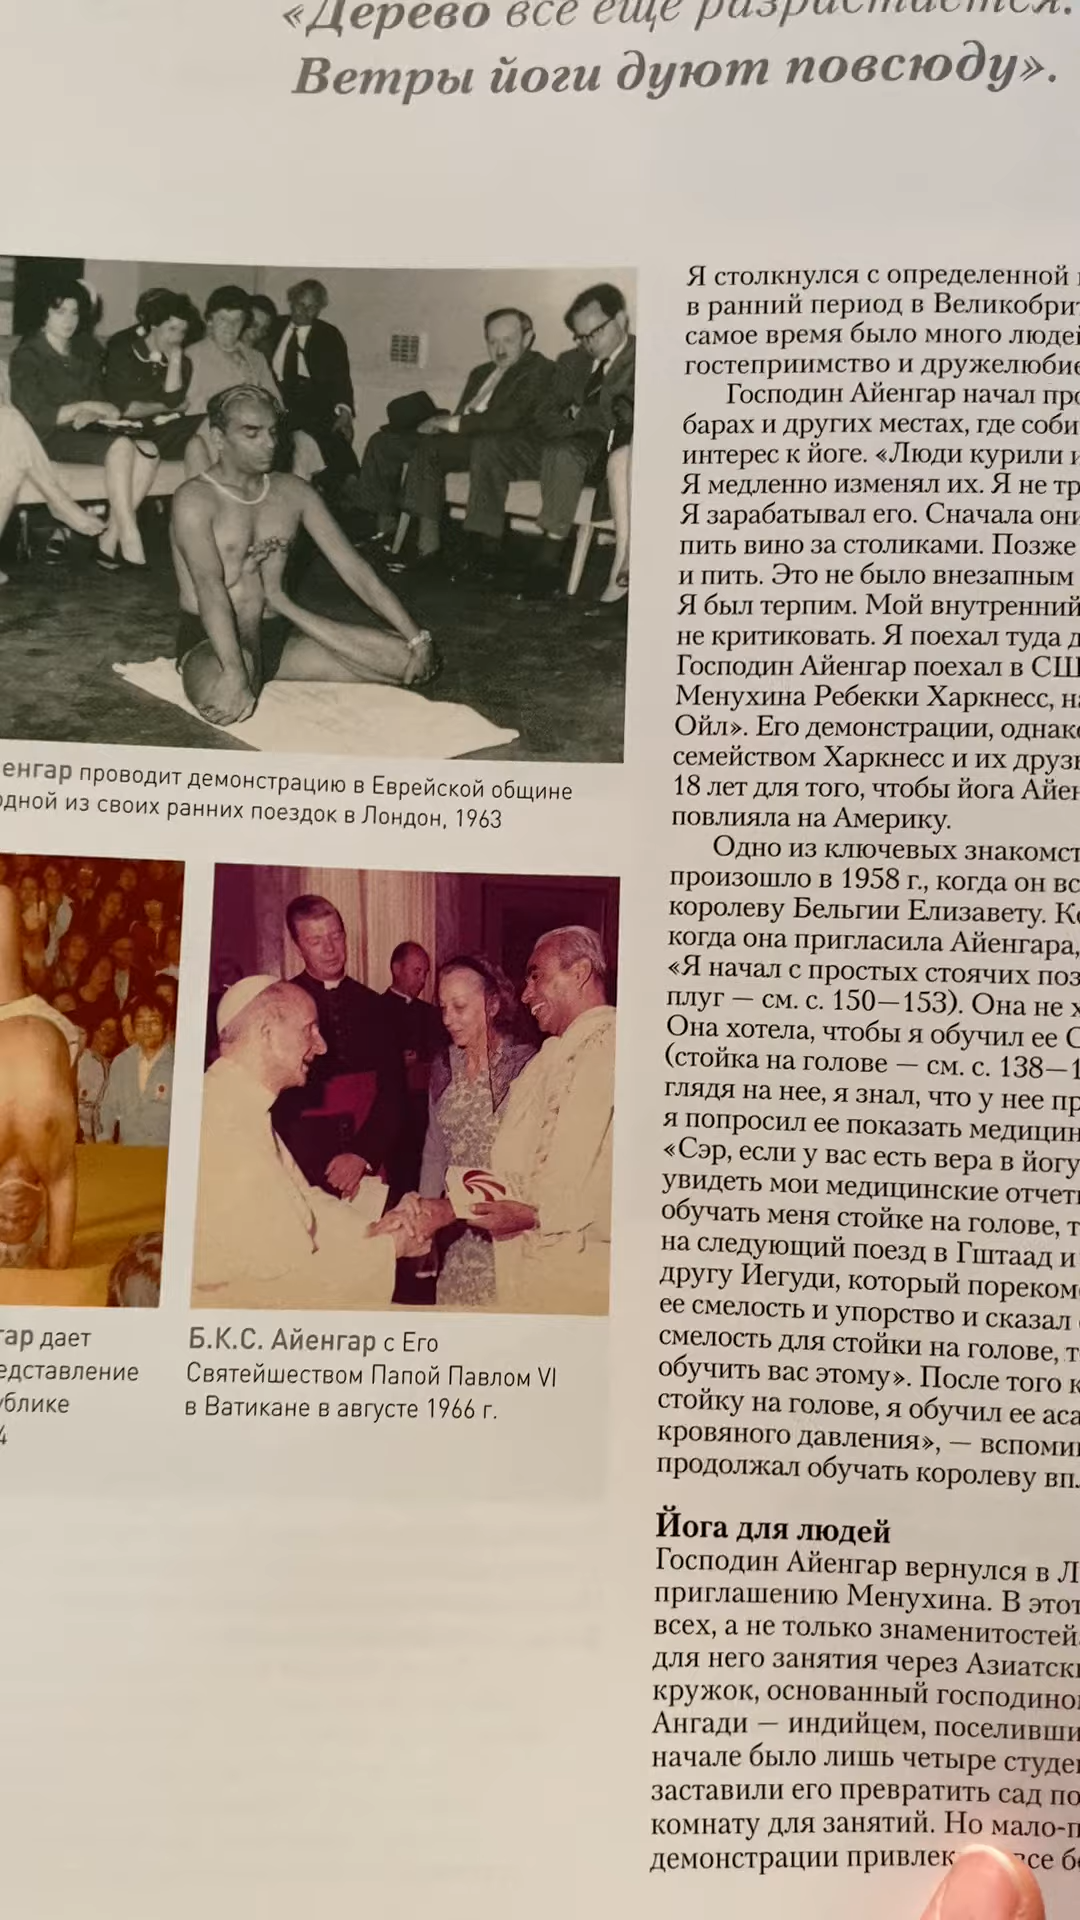 «Дерево все еще разрастается.
Ветры йоги дуют повсюду».
енгар проводит демонстрацию в Еврейской общине
одной из своих ранних поездок в Лондон, 1963
гар дает
едставление
ублике
4
Б.К.С. Айенгар с Его
Святейшеством Папой Павлом VI
в Ватикане в августе 1966 г.
Я столкнулся с определенной
в ранний период в Великобрит
самое время было много людей
гостеприимство и дружелюбие
Господин Айенгар начал про
барах и других местах, где соби
интерес к йоге. «Люди курили и
Я медленно изменял их. Я не тр
Я зарабатывал его. Сначала они
пить вино за столиками. Позже
и пить. Это не было внезапным
Я был терпим. Мой внутренний
не критиковать. Я поехал туда д
Господин Айенгар поехал в СШ
Менухина Ребекки Харкнесс, на
Ойл». Его демонстрации, однако
семейством Харкнесс и их друзь
18 лет для того, чтобы йога Айен
повлияла на Америку.
Одно из ключевых знакомст
произошло в 1958 г., когда он вс
королеву Бельгии Елизавету. Ко
когда она пригласила Айенгара,
«Я начал с простых стоячих поз
плуг — см. с. 150—153). Она не х
Она хотела, чтобы я обучил ее С
(стойка на голове — см. с. 138—1
глядя на нее, я знал, что у нее пр
я попросил ее показать медицин
«Сэр, если у вас есть вера в йогу
увидеть мои медицинские отчеты
обучать меня стойке на голове, т
на следующий поезд в Гштаад и
другу Иегуди, который пореком
ее смелость и упорство и сказал
смелость для стойки на голове, т
обучить вас этому». После того к
стойку на голове, я обучил ее аса
кровяного давления», — вспоми
продолжал обучать королеву впл
Йога для людей
Господин Айенгар вернулся в Л
приглашению Менухина. В этот
всех, а не только знаменитостей.
для него занятия через Азиатски
кружок, основанный господино
Ангади — индийцем, поселивши
начале было лишь четыре студен
заставили его превратить сад по
комнату для занятий. Но мало-п
демонстрации привлек все бо